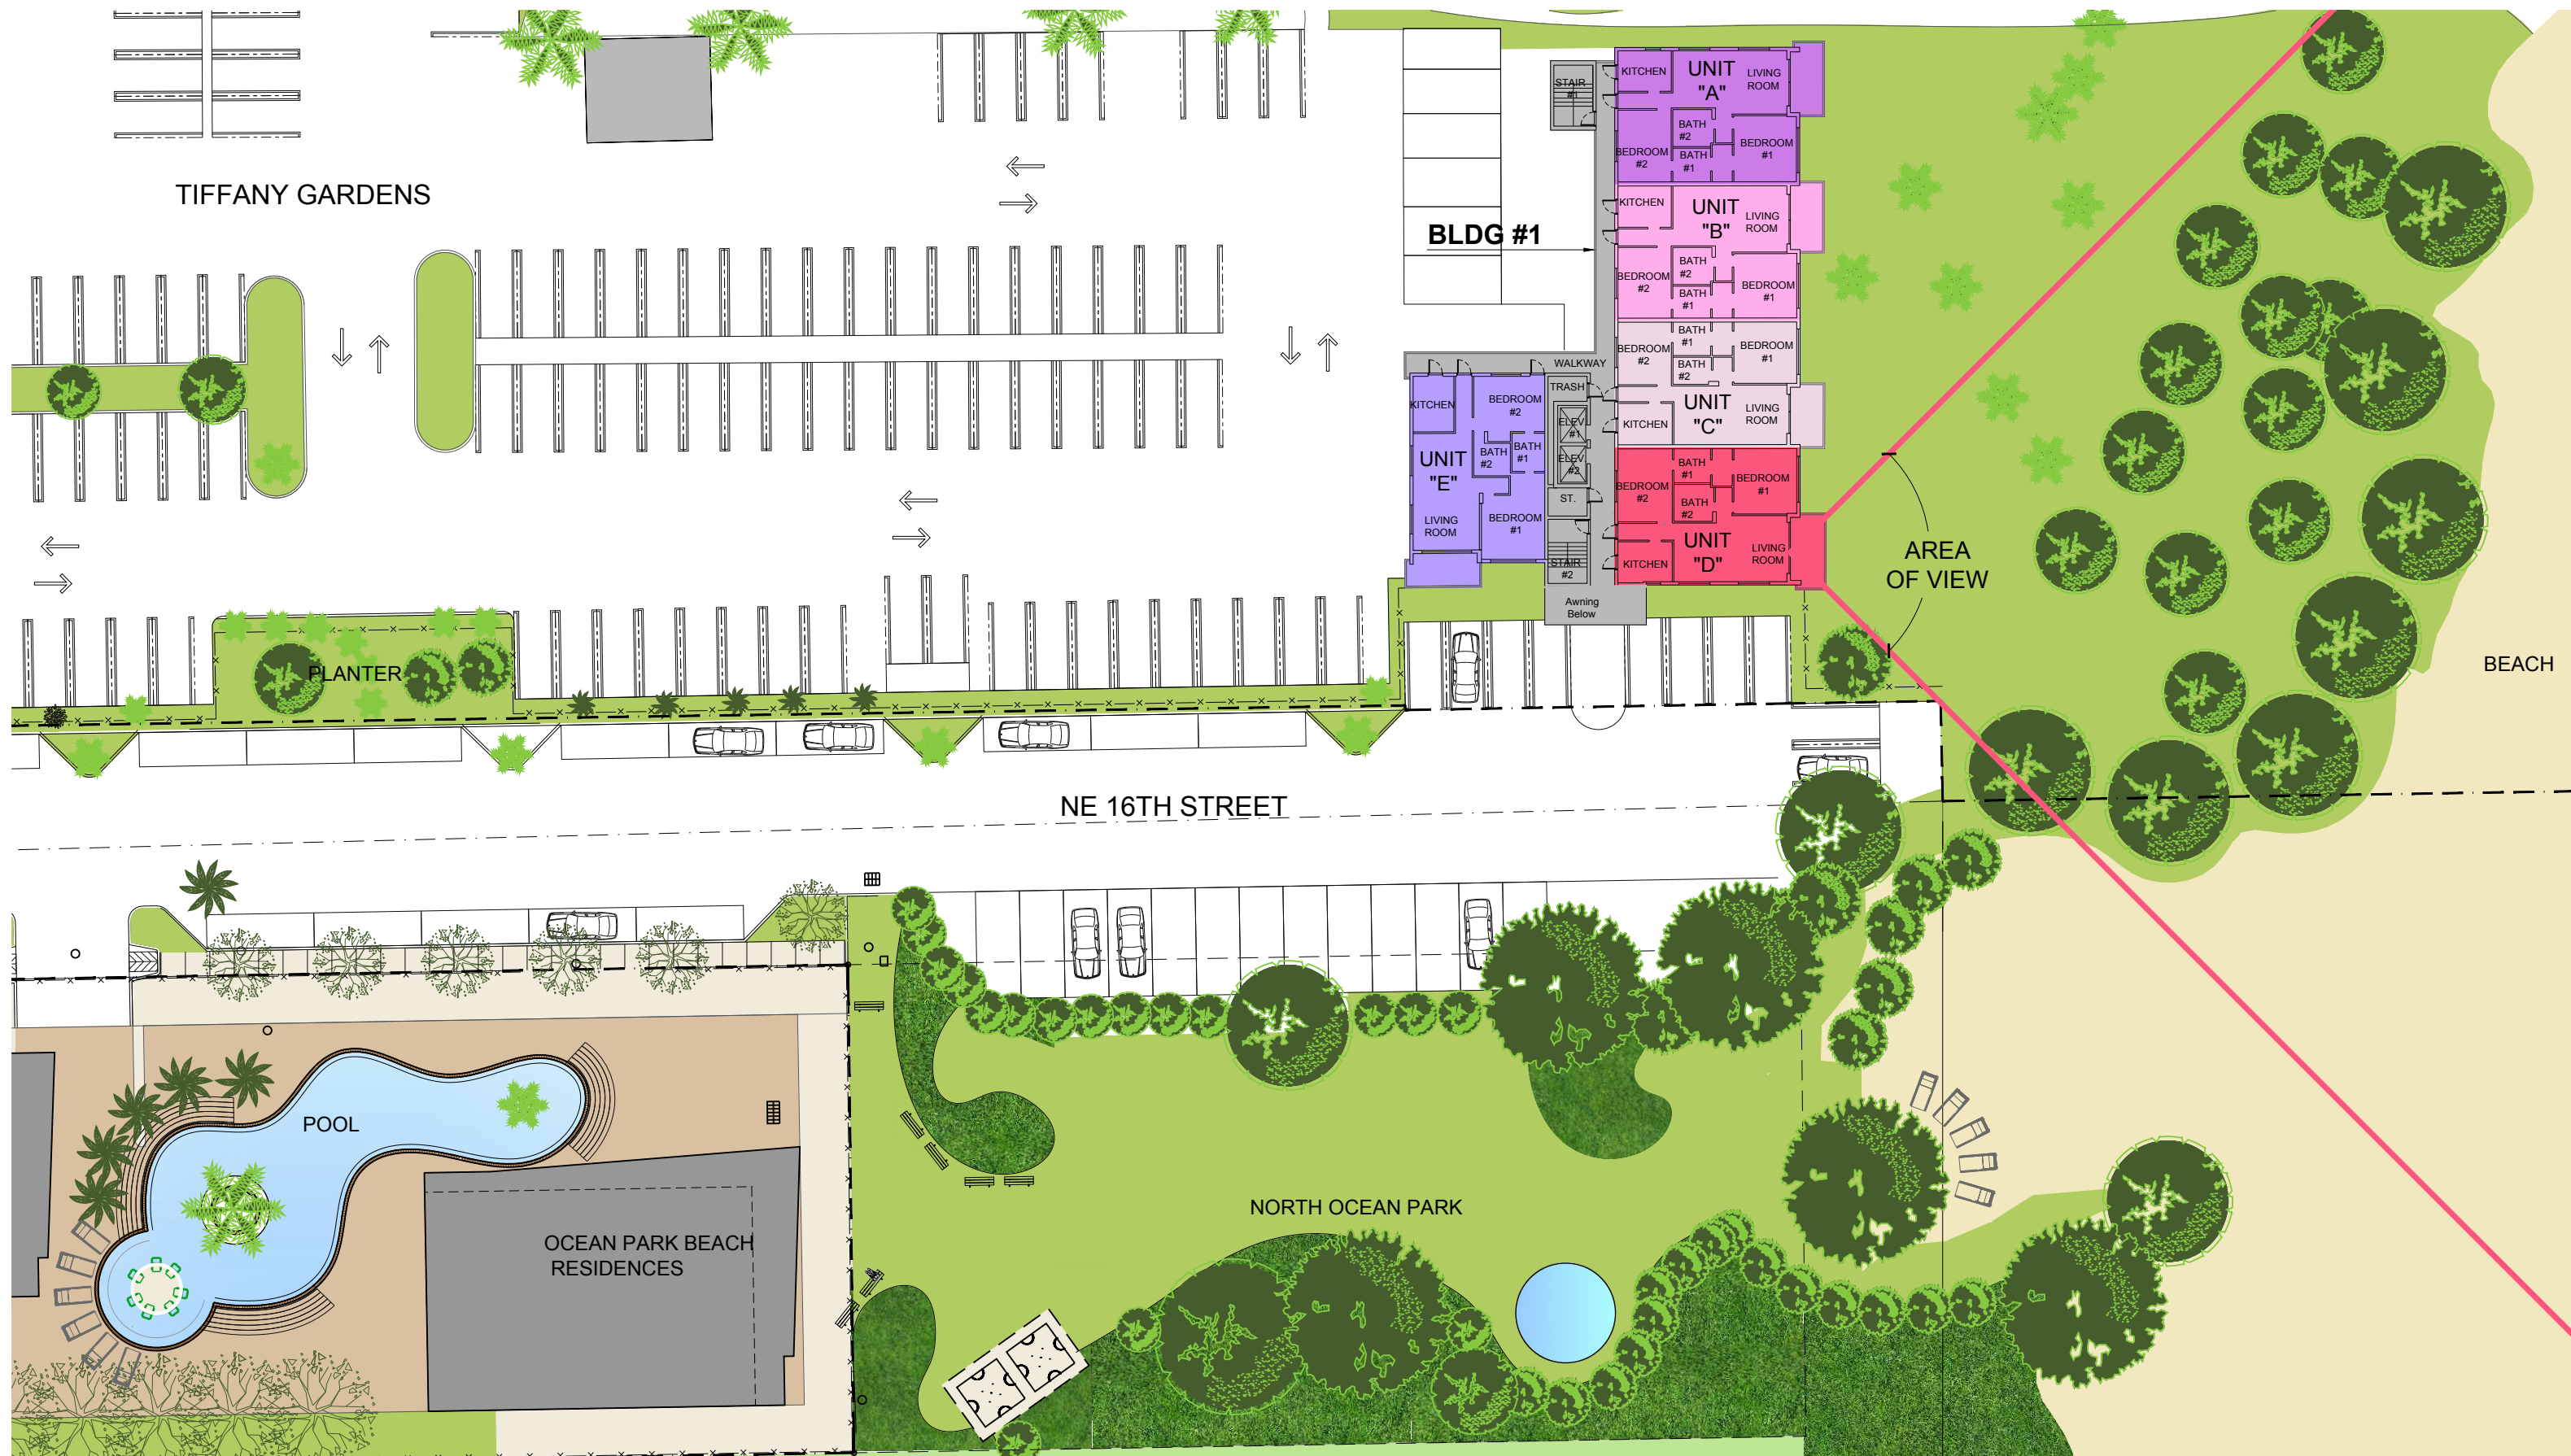 TIFFANY GARDENS
BLDG #1
STAIR
#1
KITCHEN
UNIT
"A"
LIVING
ROOM
BATH
#2
BEDROOM
#2
BATH
#1
BEDROOM
#1
KITCHEN
UNIT
"B"
LIVING
ROOM
BATH
#2
BEDROOM
#2
BATH
#1
BEDROOM
#1
BATH
#1
BEDROOM
#2
BEDROOM
#1
BATH
#2
UNIT
"C"
LIVING
ROOM
KITCHEN
WALKWAY
TRASH
ELEV.
#1
ELEV.
#2
ST.
STAIR
#2
KITCHEN
BEDROOM
#2
UNIT
"E"
BATH
#2
BATH
#1
LIVING
ROOM
BEDROOM
#1
BATH
#1
BEDROOM
#2
BEDROOM
#1
BATH
#2
UNIT
"D"
LIVING
ROOM
KITCHEN
Awning
Below
AREA
OF VIEW
BEACH
PLANTER
NE 16TH STREET
POOL
OCEAN PARK BEACH
RESIDENCES
NORTH OCEAN PARK